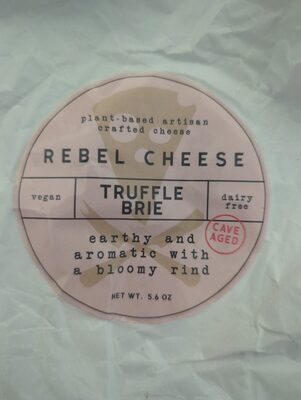 plant-based artisan
crafted cheese
REBEL CHEESE
vegan
TRUFFLE
BRIE
dairy
free
CAVE
AGED
earthy and
aromatic with
a bloomy rind
NET WT. 5.6 OZ